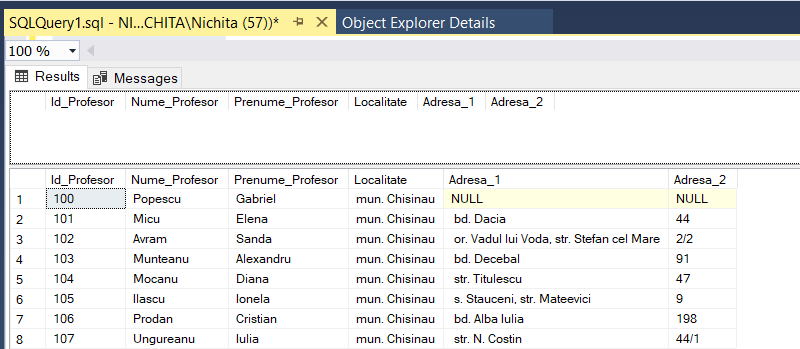 SQLQuery1.sql - NI...CHITA\Nichita (57))* Object Explorer Details
100 %
Results Messages
Id_Profesor Nume_Profesor Prenume_Profesor Localitate Adresa_1 Adresa_2
Id_Profesor Nume_Profesor Prenume_Profesor Localitate Adresa_1 Adresa_2
1 100 Popescu Gabriel mun. Chisinau NULL NULL
2 101 Micu Elena mun. Chisinau bd. Dacia 44
3 102 Avram Sanda mun. Chisinau or. Vadul lui Voda, str. Stefan cel Mare 2/2
4 103 Munteanu Alexandru mun. Chisinau bd. Decebal 91
5 104 Mocanu Diana mun. Chisinau str. Titulescu 47
6 105 Ilascu Ionela mun. Chisinau s. Stauceni, str. Mateevici 9
7 106 Prodan Cristian mun. Chisinau bd. Alba Iulia 198
8 107 Ungureanu Iulia mun. Chisinau str. N. Costin 44/1